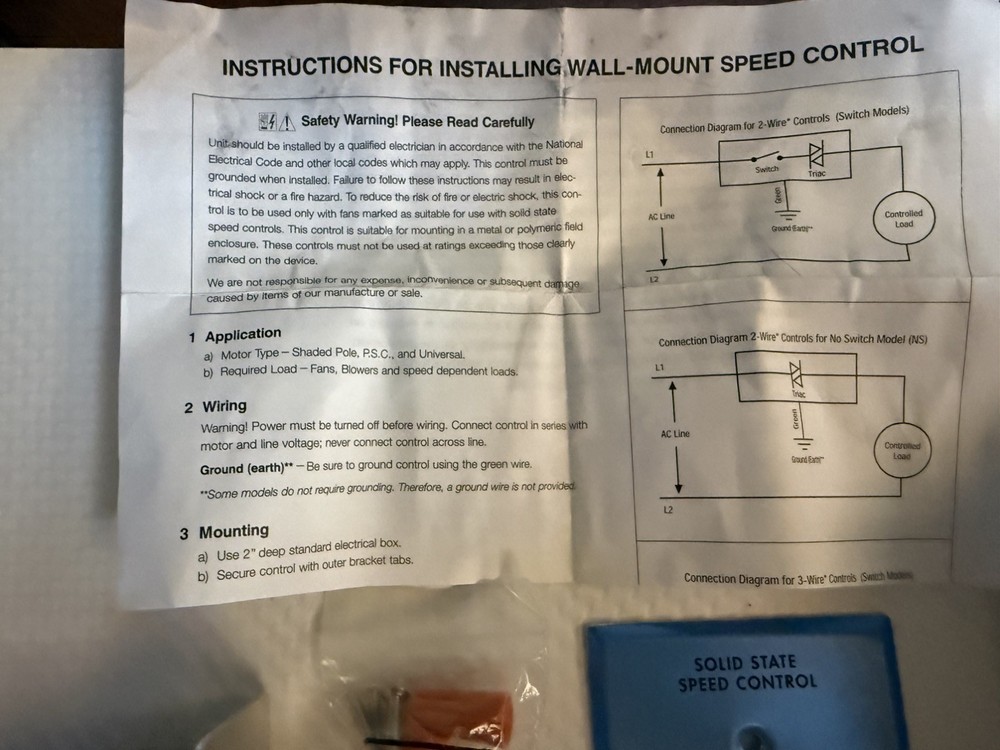 INSTRUCTIONS FOR INSTALLING WALL-MOUNT SPEED CONTROL
Safety Warning! Please Read Carefully
Unit should be installed by a qualified electrician in accordance with the National
Electrical Code and other local codes which may apply. This control must be
grounded when installed. Failure to follow these instructions may result in elec-
trical shock or a fire hazard. To reduce the risk of fire or electric shock, this con-
trol is to be used only with fans marked as suitable for use with solid state
speed controls. This control is suitable for mounting in a metal or polymeric field
enclosure. These controls must not be used at ratings exceeding those clearly
marked on the device.
We are not responsible for any expense, inconvenience or subsequent damage
caused by items of our manufacture or sale.
1 Application
a) Motor Type – Shaded Pole, P.S.C., and Universal.
b) Required Load – Fans, Blowers and speed dependent loads.
2 Wiring
Warning! Power must be turned off before wiring. Connect control in series with
motor and line voltage; never connect control across line.
Ground (earth)** – Be sure to ground control using the green wire.
**Some models do not require grounding. Therefore, a ground wire is not provided.
3 Mounting
a) Use 2" deep standard electrical box.
b) Secure control with outer bracket tabs.
Connection Diagram for 2-Wire* Controls (Switch Models)
L1
Switch
Triac
Green
AC Line
Ground (Earth)**
Controlled
Load
L2
Connection Diagram 2-Wire* Controls for No Switch Model (NS)
L1
Triac
Green
AC Line
Ground (Earth)**
Controlled
Load
L2
Connection Diagram for 3-Wire* Controls (Switch Models)
SOLID STATE
SPEED CONTROL